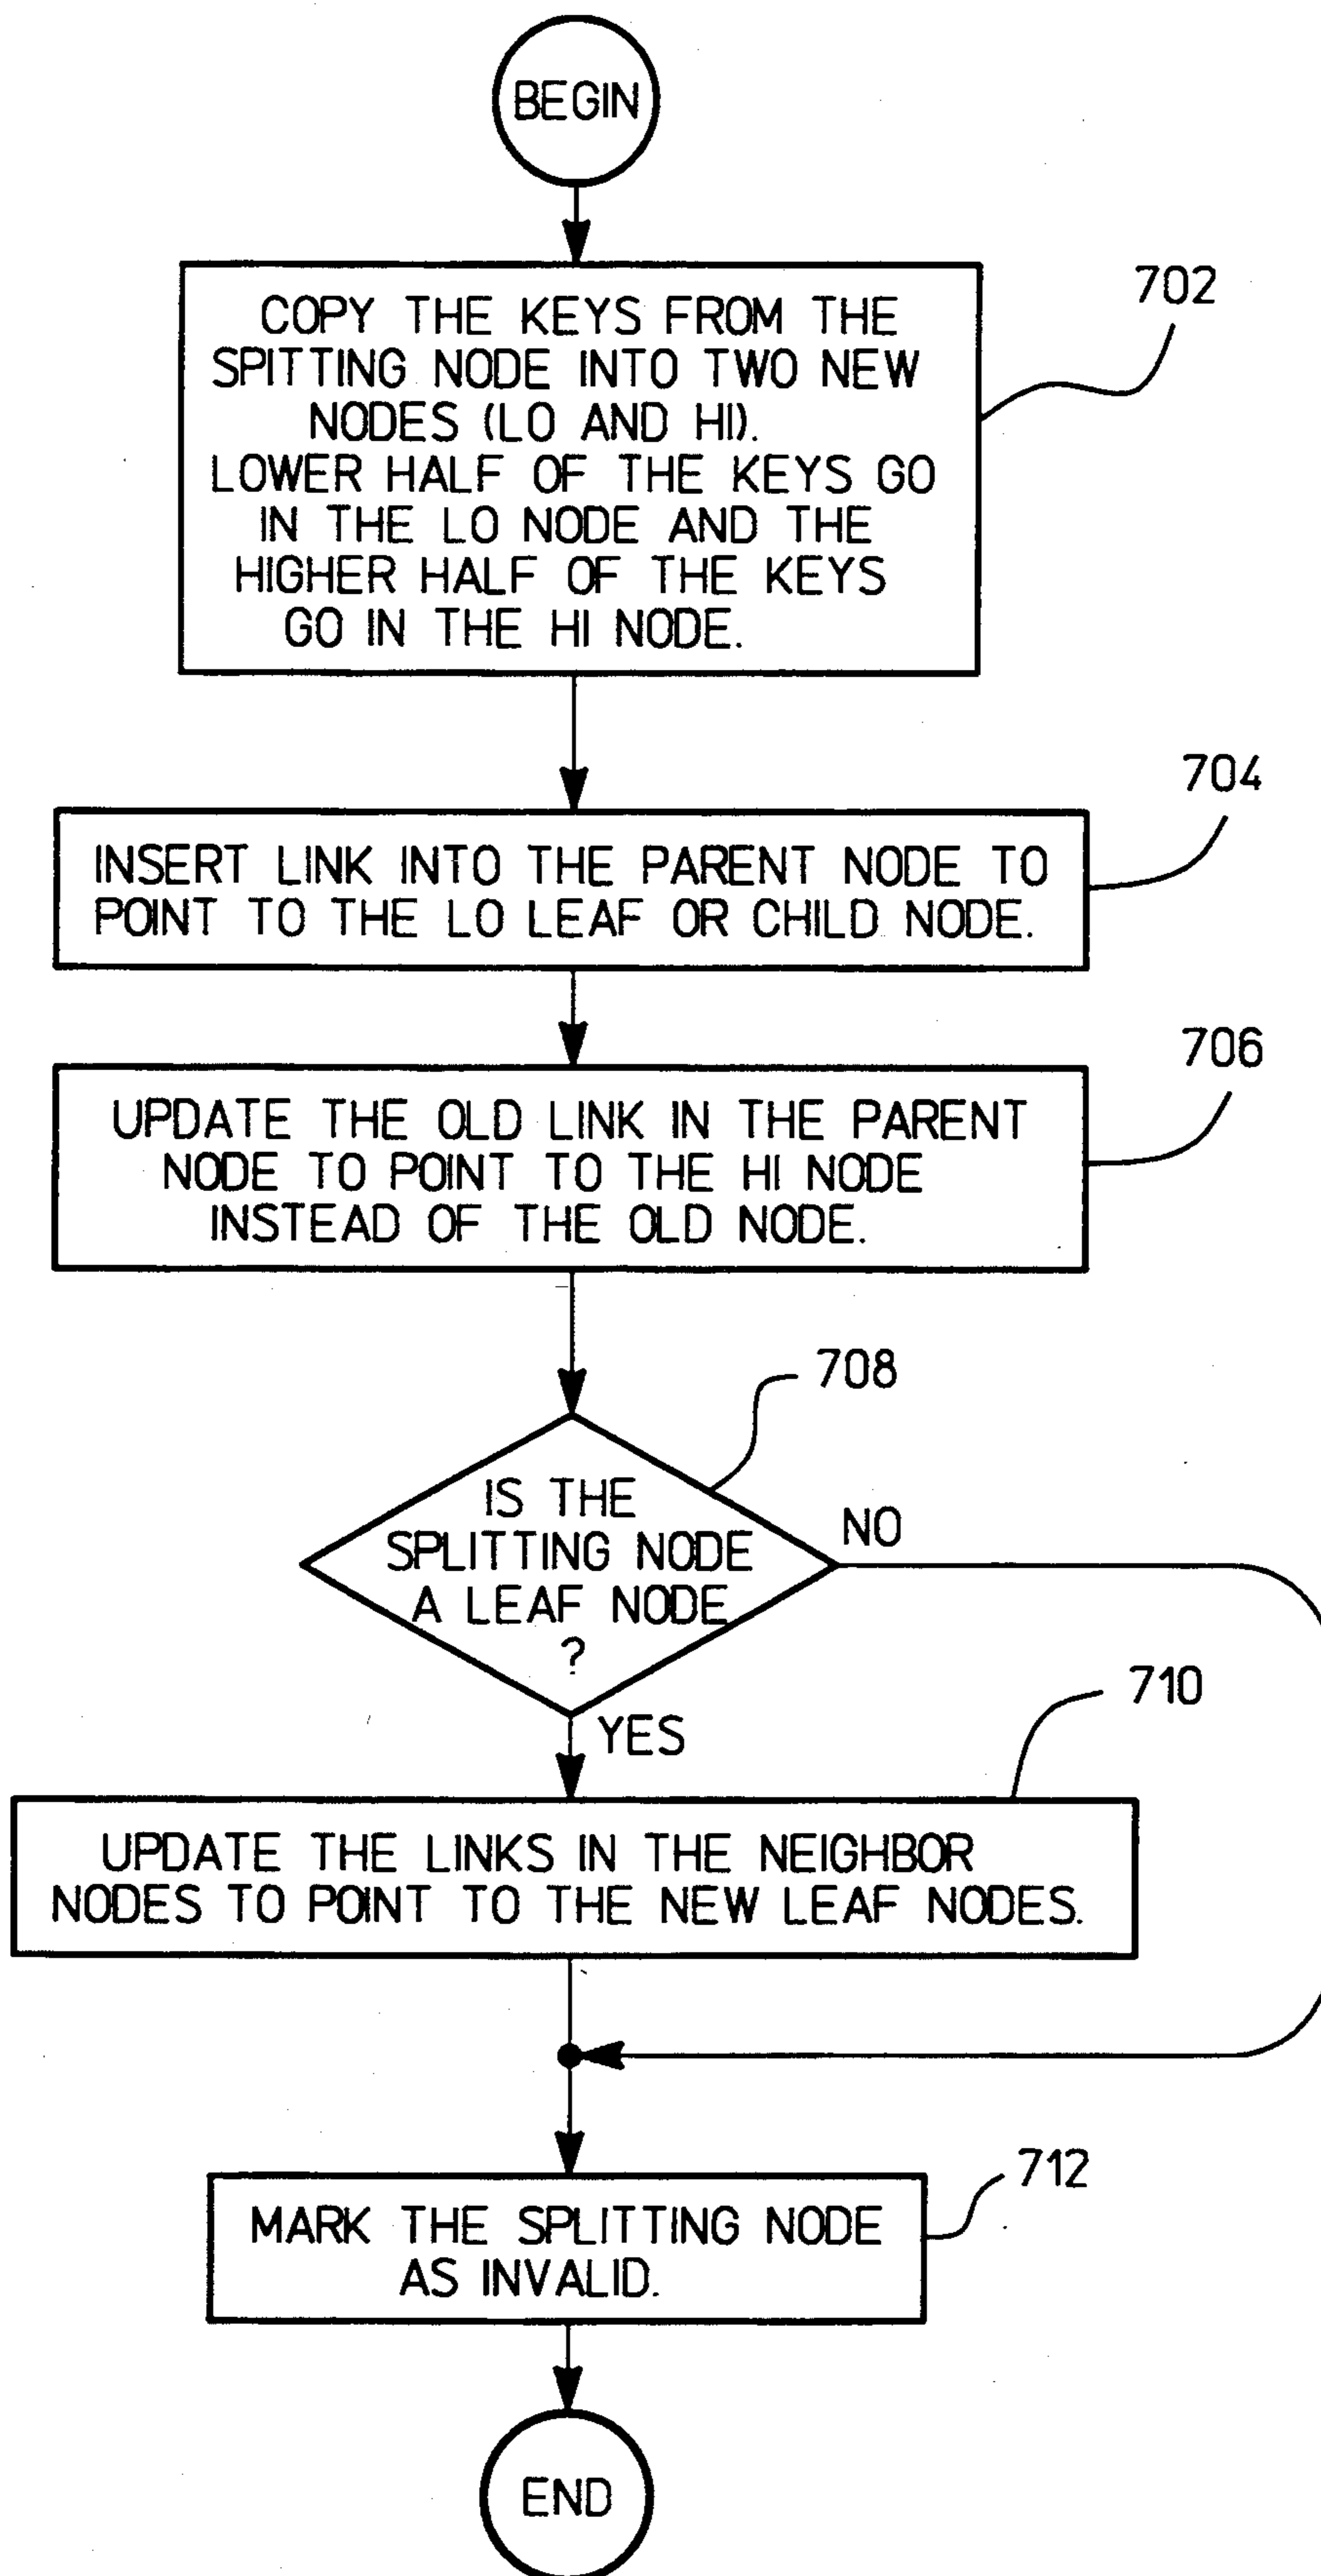 BEGIN
702
COPY THE KEYS FROM THE
SPITTING NODE INTO TWO NEW
NODES (LO AND HI).
LOWER HALF OF THE KEYS GO
IN THE LO NODE AND THE
HIGHER HALF OF THE KEYS
GO IN THE HI NODE.
704
INSERT LINK INTO THE PARENT NODE TO
POINT TO THE LO LEAF OR CHILD NODE.
706
UPDATE THE OLD LINK IN THE PARENT
NODE TO POINT TO THE HI NODE
INSTEAD OF THE OLD NODE.
708
IS THE
SPLITTING NODE
A LEAF NODE
?
NO
YES
710
UPDATE THE LINKS IN THE NEIGHBOR
NODES TO POINT TO THE NEW LEAF NODES.
712
MARK THE SPLITTING NODE
AS INVALID.
END